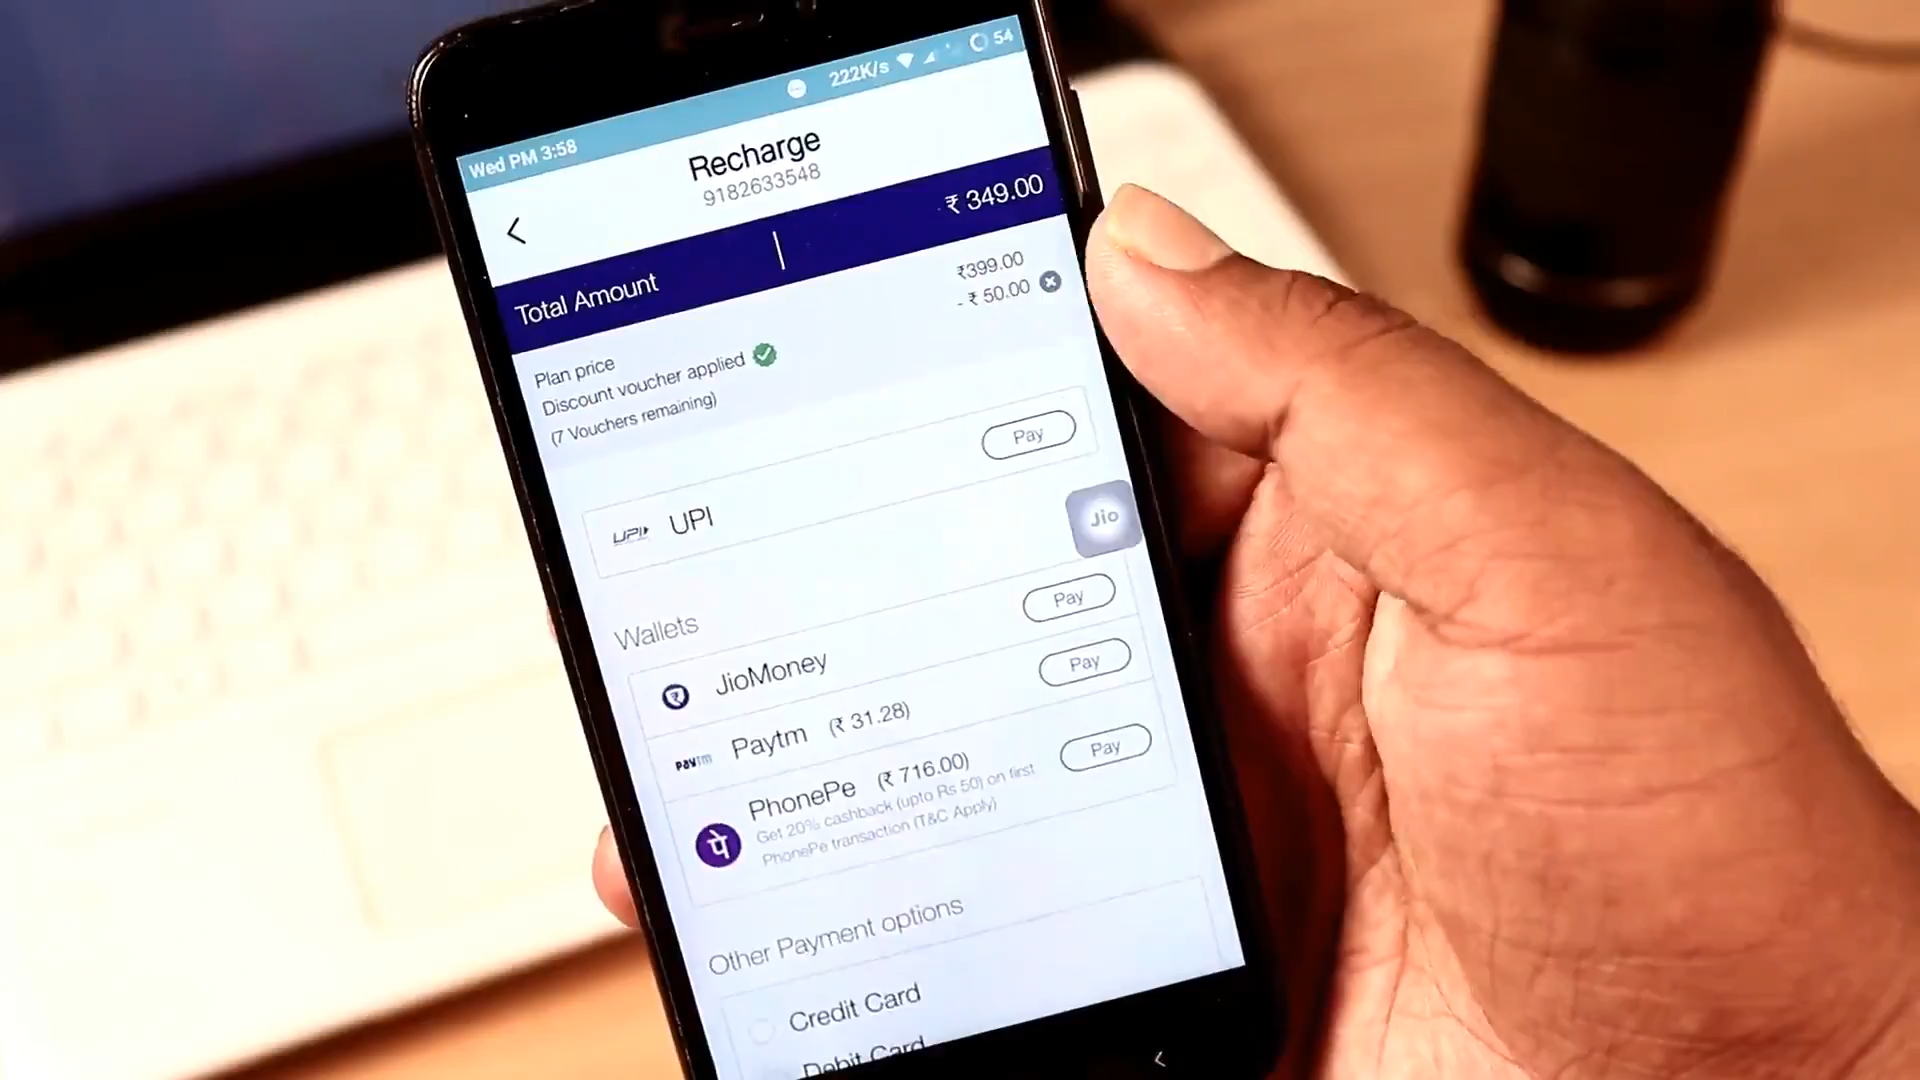 Wed PM 3:58 222K/s 54
Recharge
9182633548
Total Amount ₹ 349.00
Plan price ₹399.00
Discount voucher applied - ₹ 50.00
(7 Vouchers remaining)
UPI UPI Pay
Jio
Wallets
JioMoney Pay
Paytm Paytm (₹ 31.28) Pay
पे PhonePe (₹ 716.00) Pay
Get 20% cashback (upto Rs 50) on first
PhonePe transaction (T&C Apply)
Other Payment options
Credit Card
Debit Card